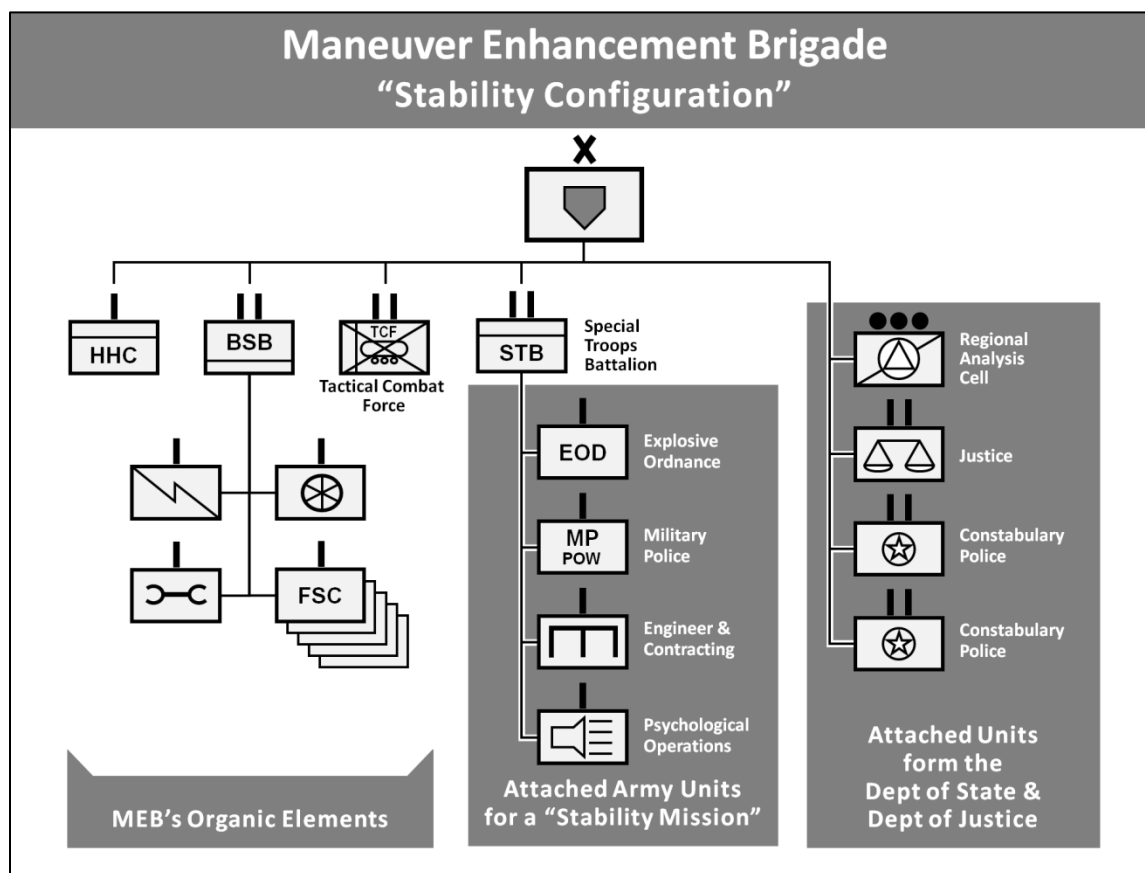 Maneuver Enhancement Brigade
“Stability Configuration”
HHC
BSB
TCF
Tactical Combat
Force
STB
Special
Troops
Battalion
FSC
MEB’s Organic Elements
EOD
Explosive
Ordnance
MP
POW
Military
Police
Engineer &
Contracting
Psychological
Operations
Attached Army Units
for a “Stability Mission”
Regional
Analysis
Cell
Justice
Constabulary
Police
Constabulary
Police
Attached Units
form the
Dept of State &
Dept of Justice